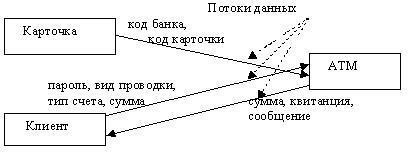 Потоки данных
Карточка
код банка,
код карточки
АТМ
пароль, вид проводки,
тип счета, сумма
сумма, квитанция,
сообщение
Клиент